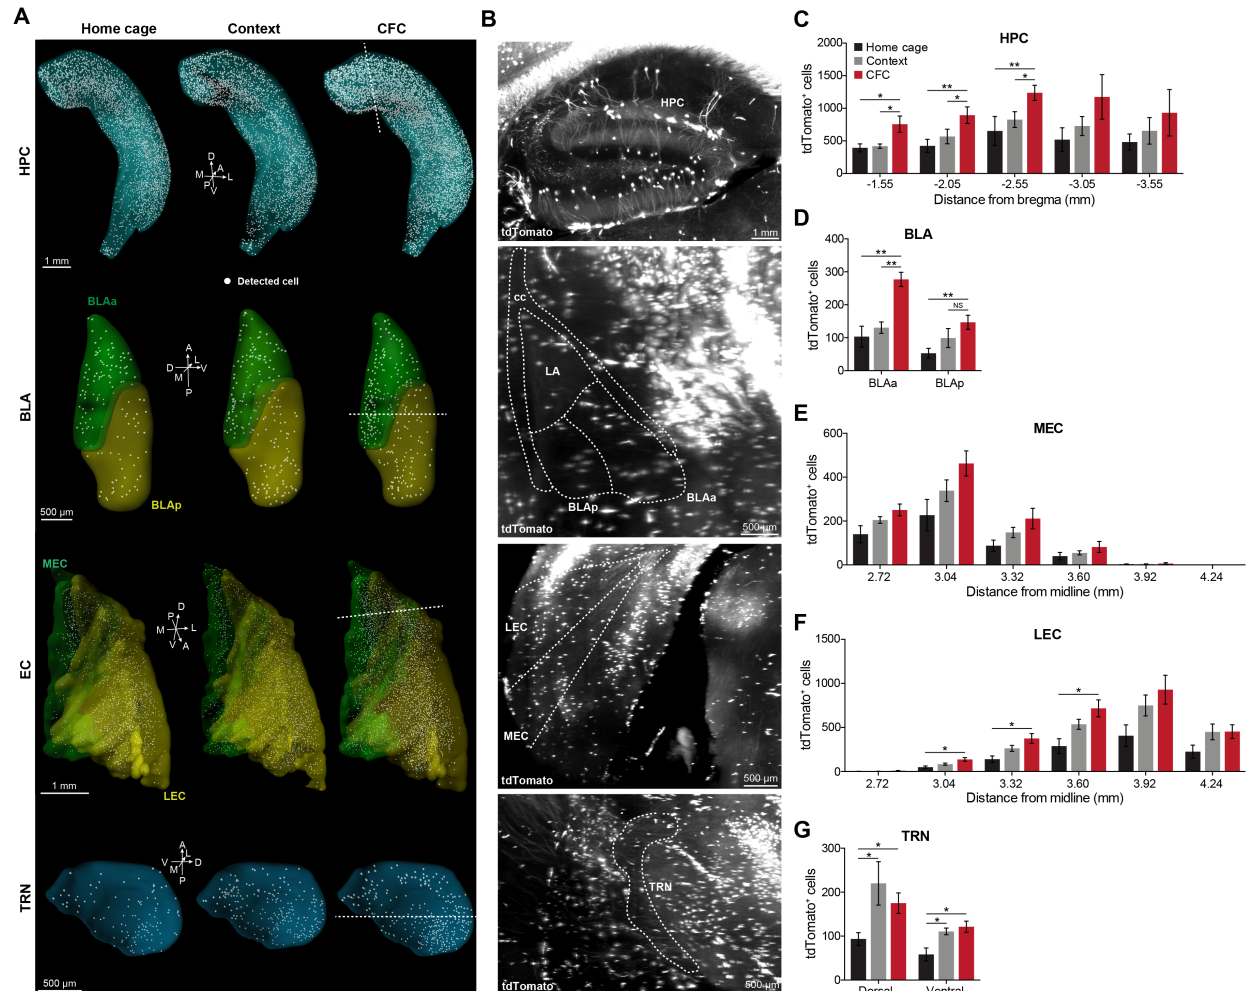 A
Home cage
Context
CFC
HPC
D
A
M
L
P
V
1 mm
Detected cell
BLAa
BLA
A
L
D
V
M
P
BLAp
500 µm
MEC
EC
D
P
M
L
V
A
1 mm
LEC
TRN
A
L
V
D
M
P
500 µm
B
HPC
tdTomato
1 mm
cc
LA
BLAp
BLAa
tdTomato
500 µm
LEC
MEC
tdTomato
500 µm
TRN
tdTomato
500 µm
C
HPC
Home cage
Context
CFC
tdTomato+ cells
2000
1500
1000
500
0
* * ** * ** *
-1.55 -2.05 -2.55 -3.05 -3.55
Distance from bregma (mm)
D
BLA
tdTomato+ cells
400
300
200
100
0
** ** ** NS
BLAa BLAp
E
MEC
tdTomato+ cells
600
400
200
0
2.72 3.04 3.32 3.60 3.92 4.24
Distance from midline (mm)
F
LEC
tdTomato+ cells
1500
1000
500
0
* * *
2.72 3.04 3.32 3.60 3.92 4.24
Distance from midline (mm)
G
TRN
tdTomato+ cells
300
200
100
0
* * * *
Dorsal Ventral